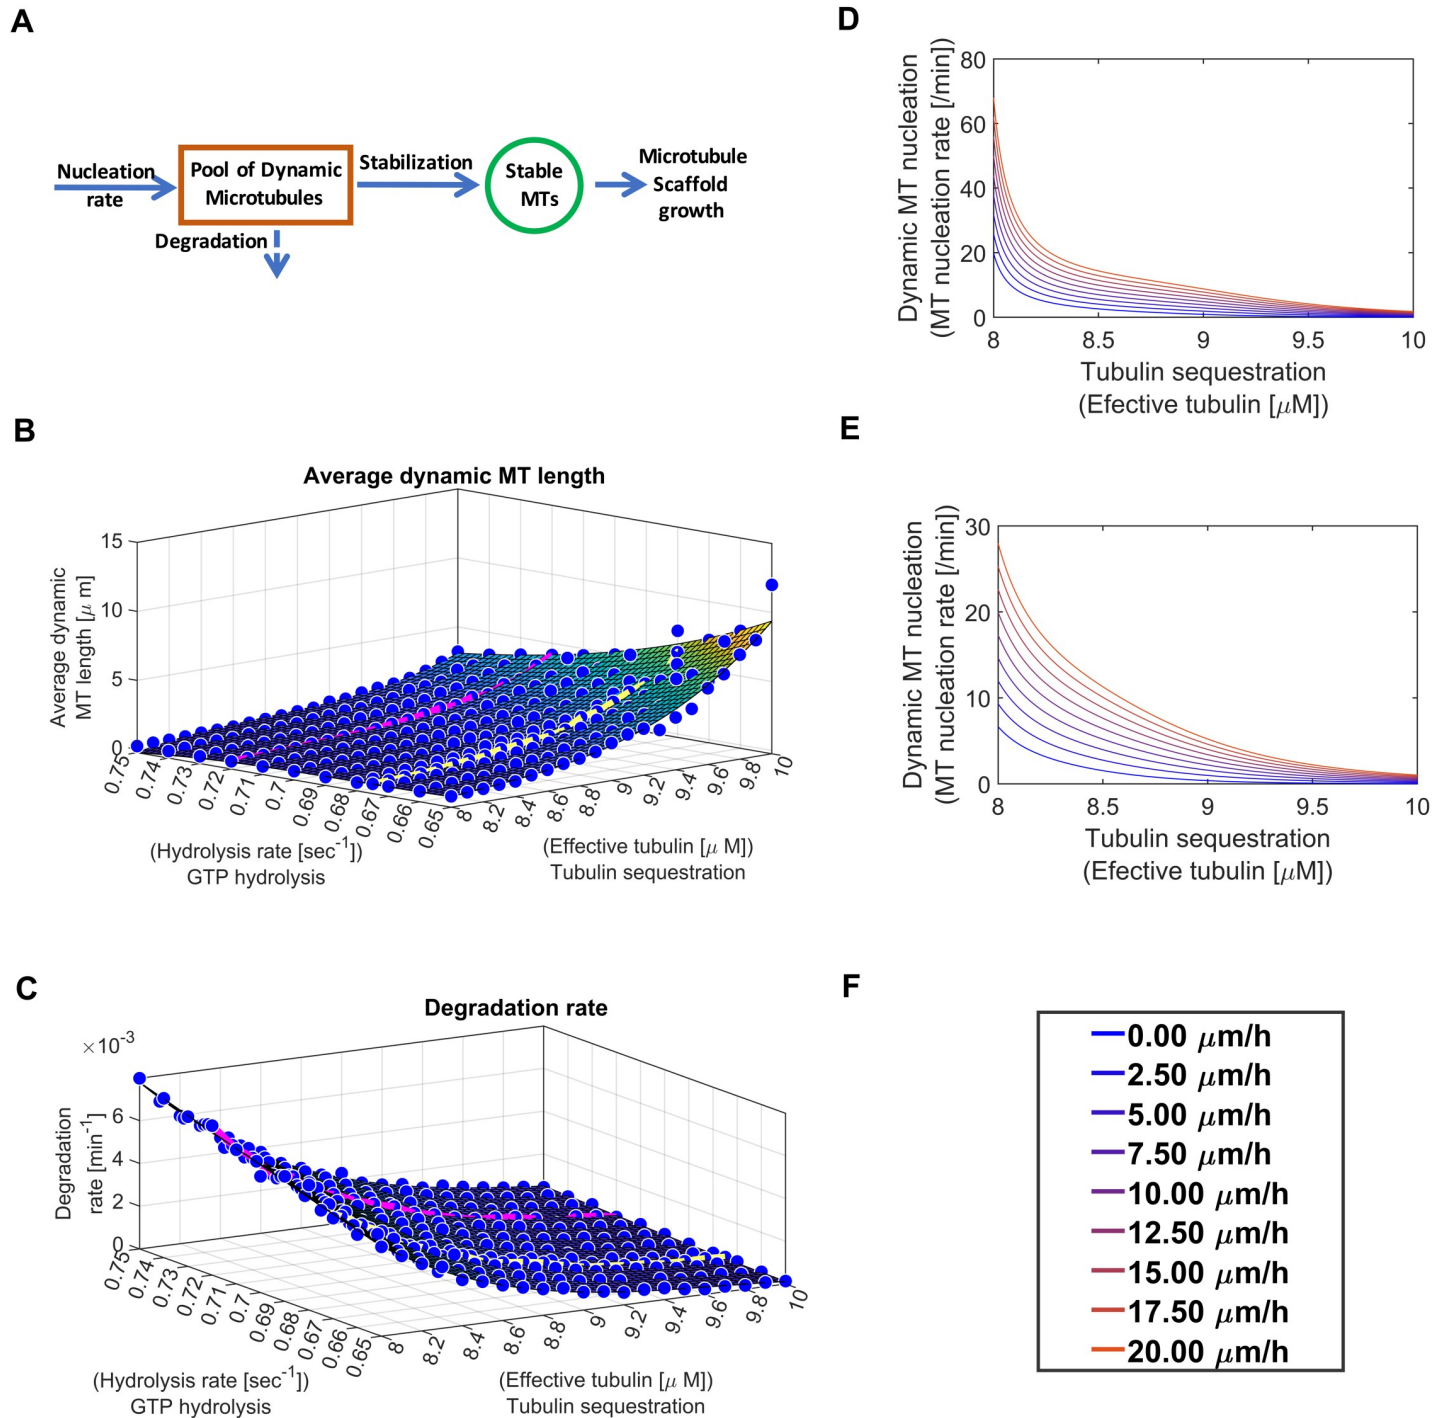 A
Nucleation
rate
Pool of Dynamic
Microtubules
Stabilization
Stable
MTs
Microtubule
Scaffold
growth
Degradation
B
Average dynamic MT length
Average dynamic
MT length [μ m]
15
10
5
0
0.75
0.74
0.73
0.72
0.71
0.7
0.69
0.68
0.67
0.66
0.65
8
8.2
8.4
8.6
8.8
9
9.2
9.4
9.6
9.8
10
(Hydrolysis rate [sec⁻¹])
GTP hydrolysis
(Effective tubulin [μ M])
Tubulin sequestration
C
Degradation rate
×10⁻³
Degradation
rate [min⁻¹]
6
4
2
0
0.75
0.74
0.73
0.72
0.71
0.7
0.69
0.68
0.67
0.66
0.65
8
8.2
8.4
8.6
8.8
9
9.2
9.4
9.6
9.8
10
(Hydrolysis rate [sec⁻¹])
GTP hydrolysis
(Effective tubulin [μ M])
Tubulin sequestration
D
Dynamic MT nucleation
(MT nucleation rate [/min])
80
60
40
20
0
8 8.5 9 9.5 10
Tubulin sequestration
(Efective tubulin [μM])
E
Dynamic MT nucleation
(MT nucleation rate [/min])
30
20
10
0
8 8.5 9 9.5 10
Tubulin sequestration
(Effective tubulin [μM])
F
0.00 μm/h
2.50 μm/h
5.00 μm/h
7.50 μm/h
10.00 μm/h
12.50 μm/h
15.00 μm/h
17.50 μm/h
20.00 μm/h